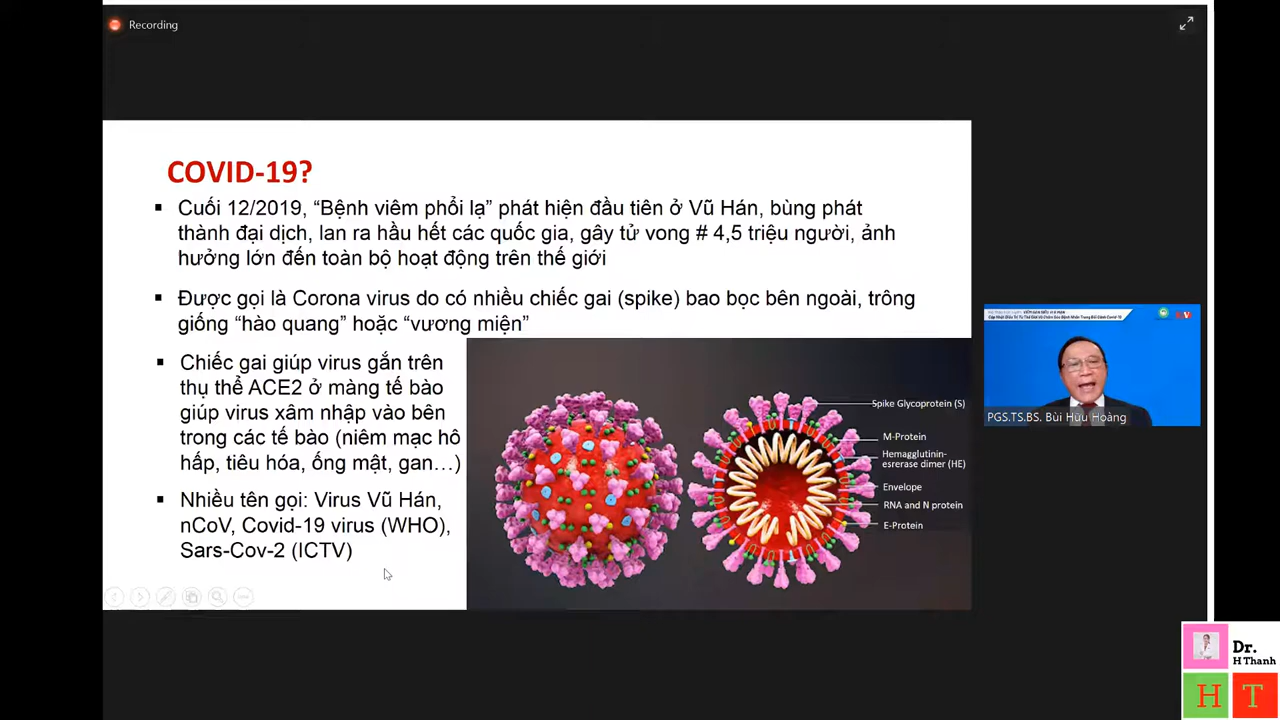 Recording
COVID-19?
Cuối 12/2019, “Bệnh viêm phổi lạ” phát hiện đầu tiên ở Vũ Hán, bùng phát
thành đại dịch, lan ra hầu hết các quốc gia, gây tử vong # 4,5 triệu người, ảnh
hưởng lớn đến toàn bộ hoạt động trên thế giới
Được gọi là Corona virus do có nhiều chiếc gai (spike) bao bọc bên ngoài, trông
giống “hào quang” hoặc “vương miện”
Chiếc gai giúp virus gắn trên
thụ thể ACE2 ở màng tế bào
giúp virus xâm nhập vào bên
trong các tế bào (niêm mạc hô
hấp, tiêu hóa, ống mật, gan…)
Nhiều tên gọi: Virus Vũ Hán,
nCoV, Covid-19 virus (WHO),
Sars-Cov-2 (ICTV)
Spike Glycoprotein (S)
M-Protein
Hemagglutinin-
esrerase dimer (HE)
Envelope
RNA and N protein
E-Protein
PGS.TS.BS. Bùi Hữu Hoàng
Dr.
H Thanh
H T